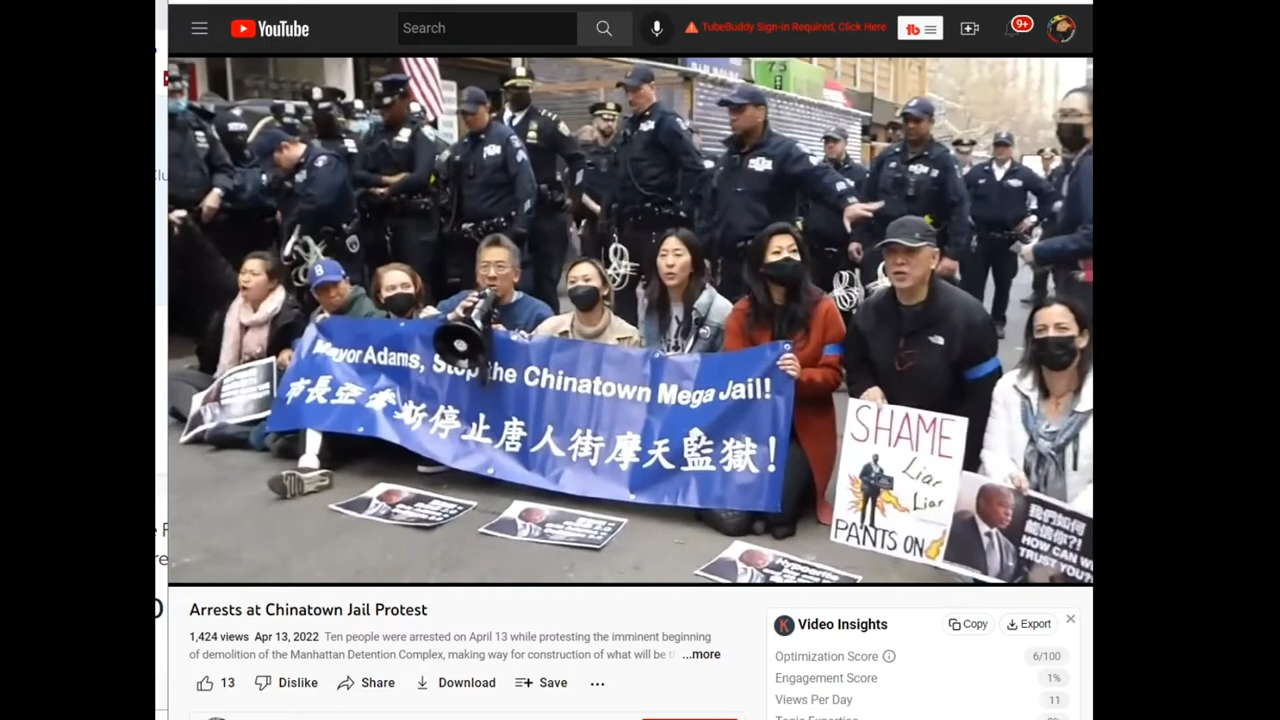 YouTube
Search
TubeBuddy Sign-in Required, Click Here
tb
9+
75
POLICE
B
Mayor Adams, Stop the Chinatown Mega Jail!
市長亞當斯停止唐人街摩天監獄!
SHAME
Liar
Liar
PANTS ON
Hypocrite
我們如何
能信你?!
HOW CAN WE
TRUST YOU?!
Arrests at Chinatown Jail Protest
1,424 views Apr 13, 2022 Ten people were arrested on April 13 while protesting the imminent beginning
of demolition of the Manhattan Detention Complex, making way for construction of what will be t ...more
13 Dislike Share Download Save ...
K Video Insights Copy Export
Optimization Score 6/100
Engagement Score 1%
Views Per Day 11